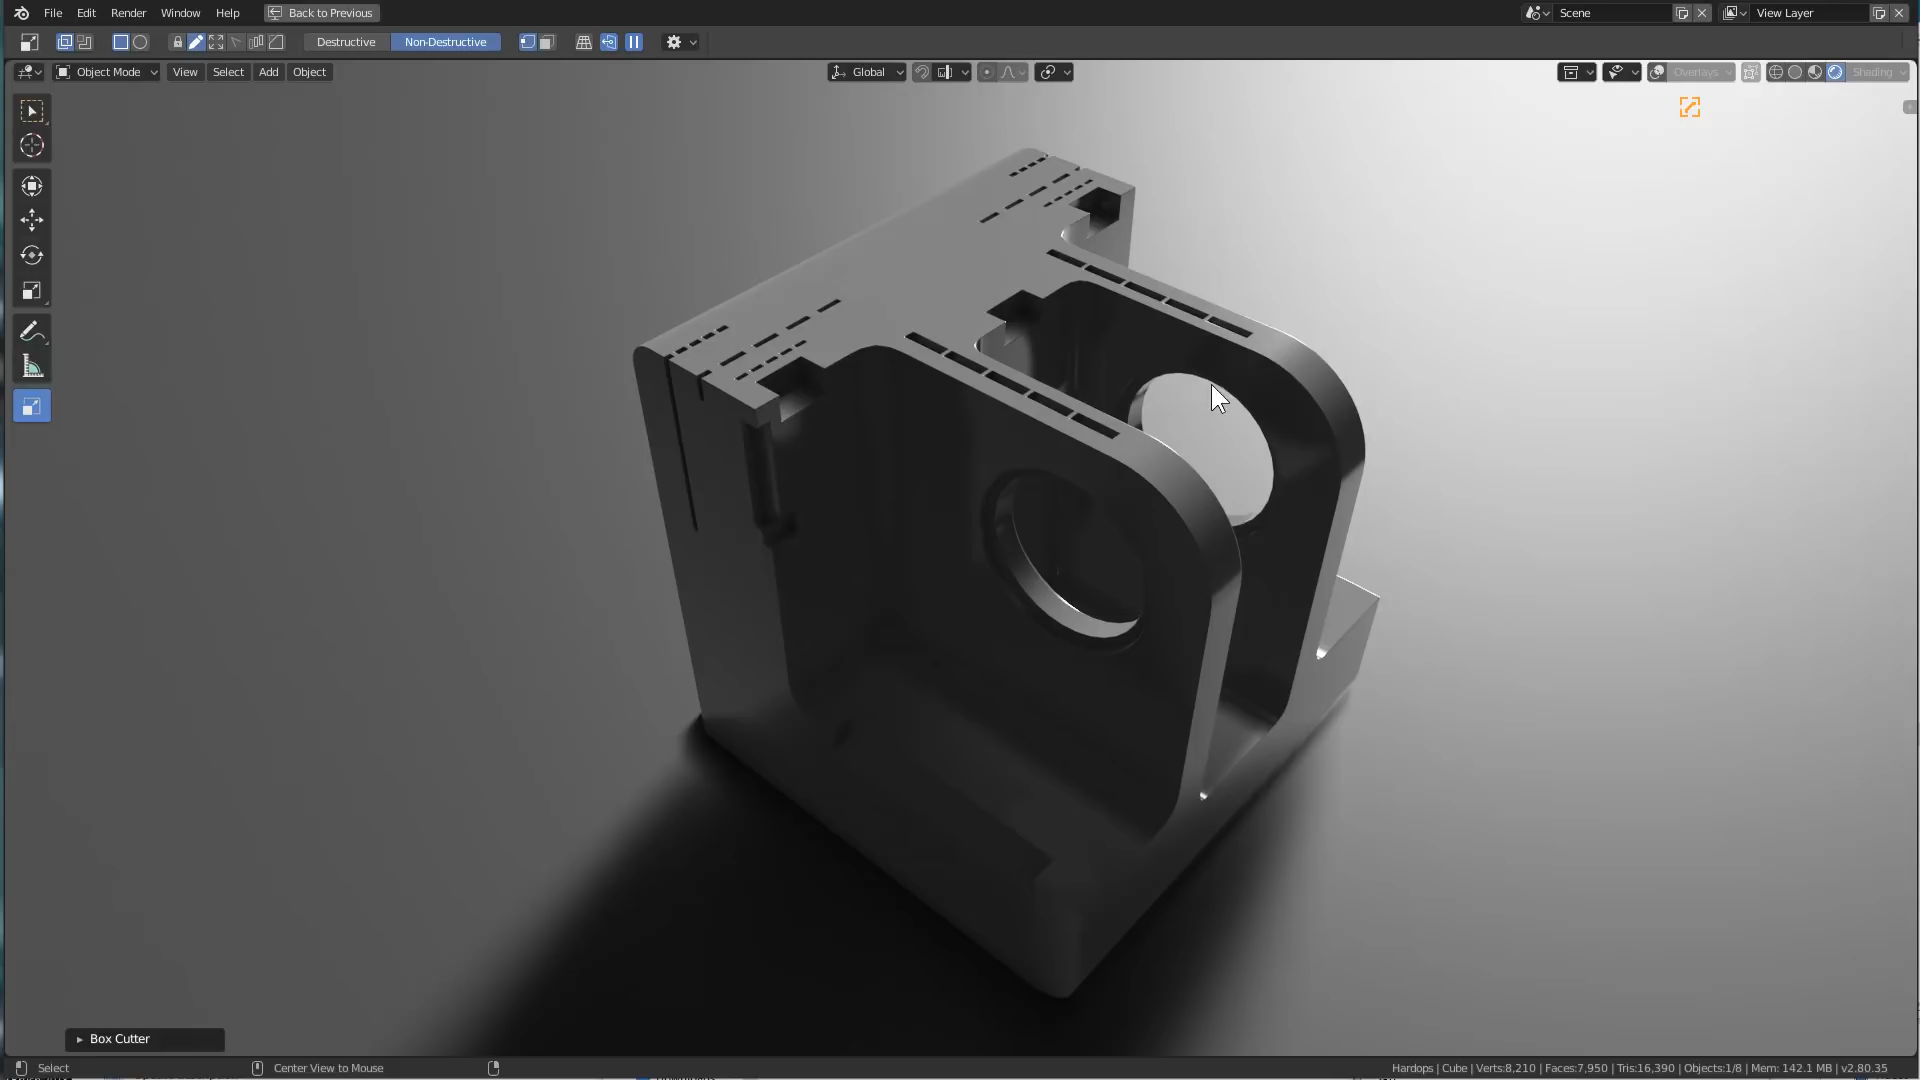 File Edit Render Window Help Back to Previous Scene View Layer
Destructive Non-Destructive
Object Mode View Select Add Object Global Overlays Shading
Box Cutter
Select Center View to Mouse Hardops | Cube | Verts:8,210 | Faces:7,950 | Tris:16,390 | Objects:1/8 | Mem: 142.1 MB | v2.80.35